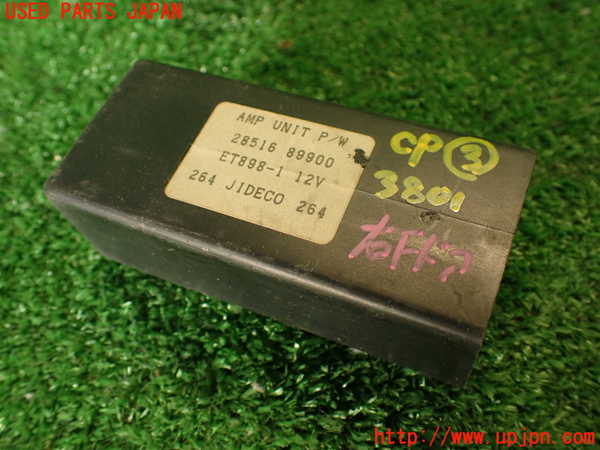 USED PARTS JAPAN
AMP UNIT P/W
28516 89900
ET898-1 12V
264 JIDECO 264
CP③
3801
右Fドア
http://www.upjpn.com/